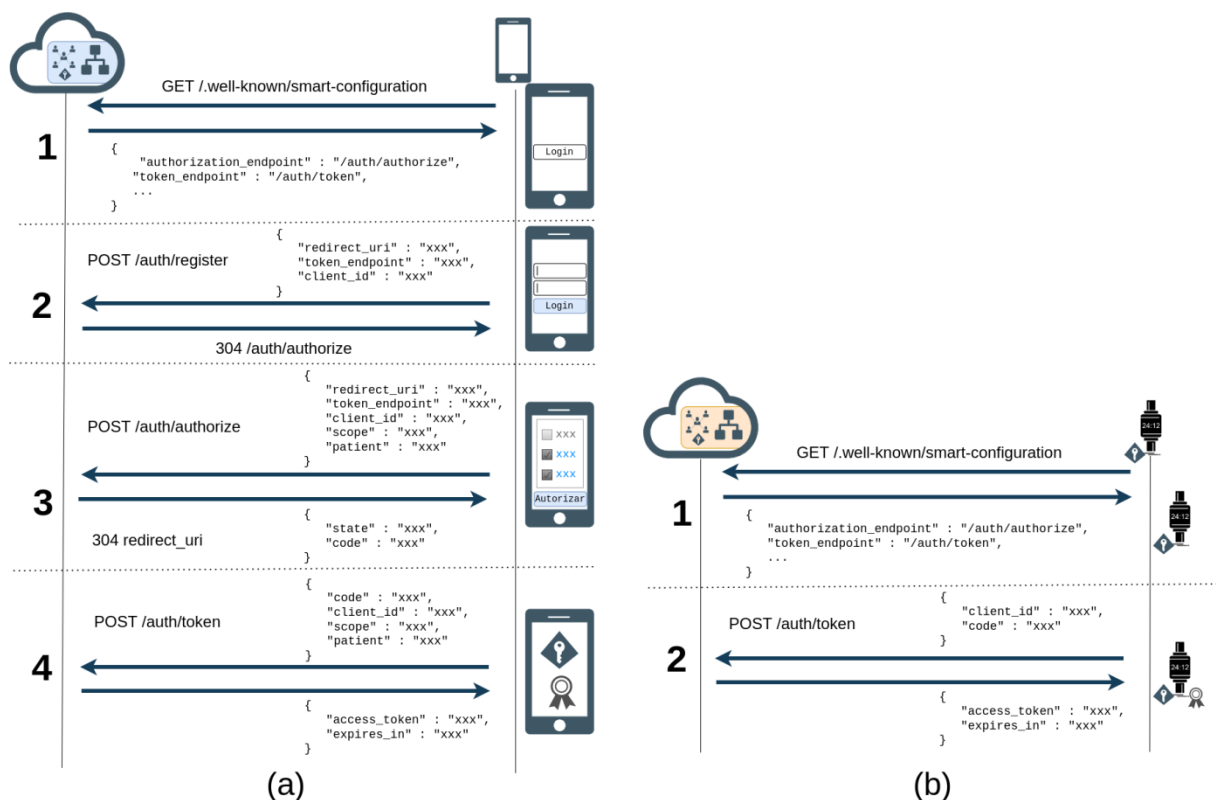 GET /.well-known/smart-configuration
1
{
"authorization_endpoint" : "/auth/authorize",
"token_endpoint" : "/auth/token",
...
}
Login
2
POST /auth/register
{
"redirect_uri" : "xxx",
"token_endpoint" : "xxx",
"client_id" : "xxx"
}
Login
304 /auth/authorize
3
POST /auth/authorize
{
"redirect_uri" : "xxx",
"token_endpoint" : "xxx",
"client_id" : "xxx",
"scope" : "xxx",
"patient" : "xxx"
}
xxx
xxx
xxx
Autorizar
304 redirect_uri
{
"state" : "xxx",
"code" : "xxx"
}
4
POST /auth/token
{
"code" : "xxx",
"client_id" : "xxx",
"scope" : "xxx",
"patient" : "xxx"
}
{
"access_token" : "xxx",
"expires_in" : "xxx"
}
(a)
24:12
GET /.well-known/smart-configuration
1
{
"authorization_endpoint" : "/auth/authorize",
"token_endpoint" : "/auth/token",
...
}
24:12
2
POST /auth/token
{
"client_id" : "xxx",
"code" : "xxx"
}
24:12
{
"access_token" : "xxx",
"expires_in" : "xxx"
}
(b)